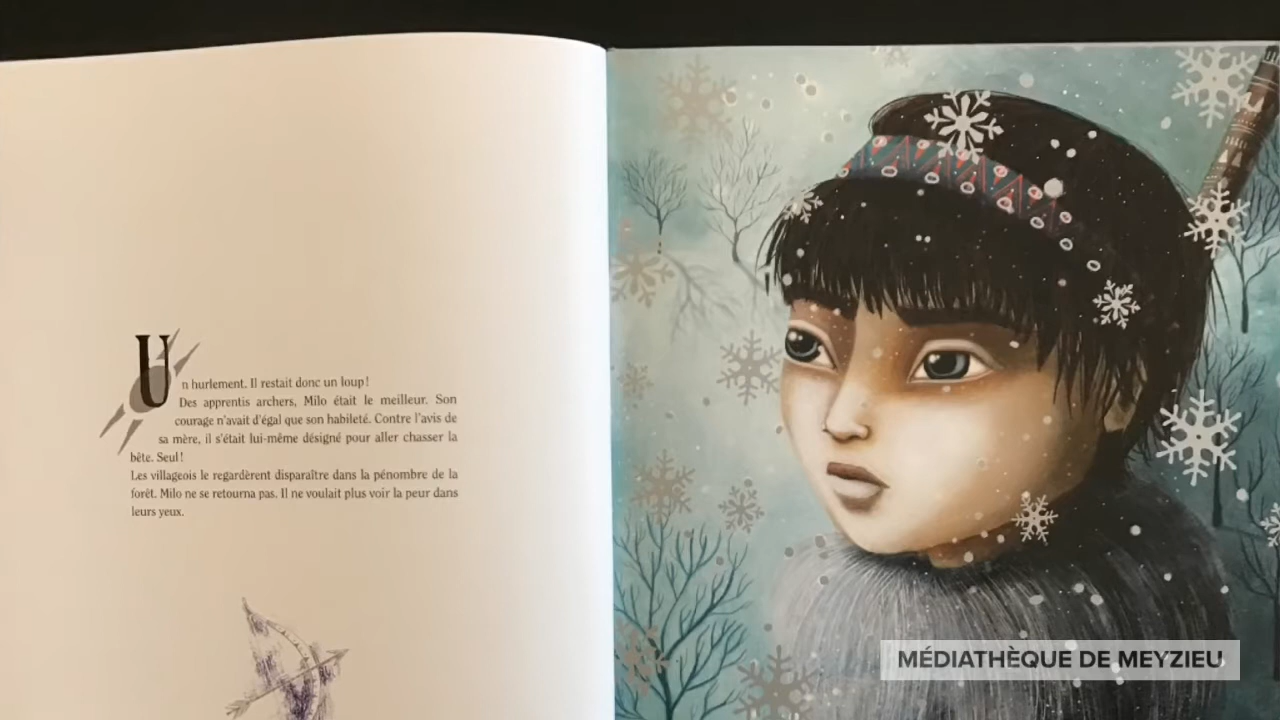 Un hurlement. Il restait donc un loup !
Des apprentis archers, Milo était le meilleur. Son
courage n'avait d'égal que son habileté. Contre l'avis de
sa mère, il s'était lui-même désigné pour aller chasser la
bête. Seul !
Les villageois le regardèrent disparaître dans la pénombre de la
forêt. Milo ne se retourna pas. Il ne voulait plus voir la peur dans
leurs yeux.
MÉDIATHÈQUE DE MEYZIEU